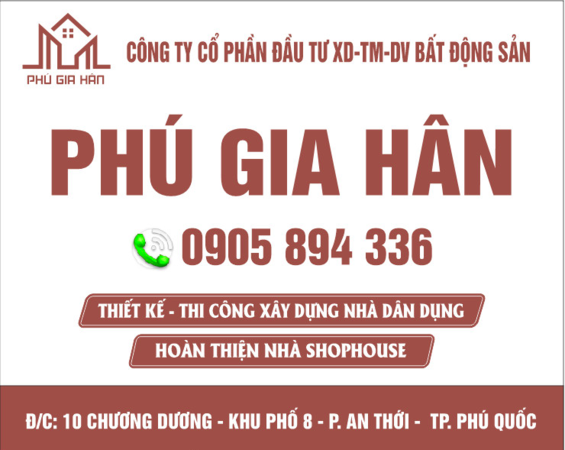 PHÚ GIA HÂN
CÔNG TY CỔ PHẦN ĐẦU TƯ XD-TM-DV BẤT ĐỘNG SẢN
PHÚ GIA HÂN
0905 894 336
THIẾT KẾ - THI CÔNG XÂY DỰNG NHÀ DÂN DỤNG
HOÀN THIỆN NHÀ SHOPHOUSE
Đ/C: 10 CHƯƠNG DƯƠNG - KHU PHỐ 8 - P. AN THỚI - TP. PHÚ QUỐC